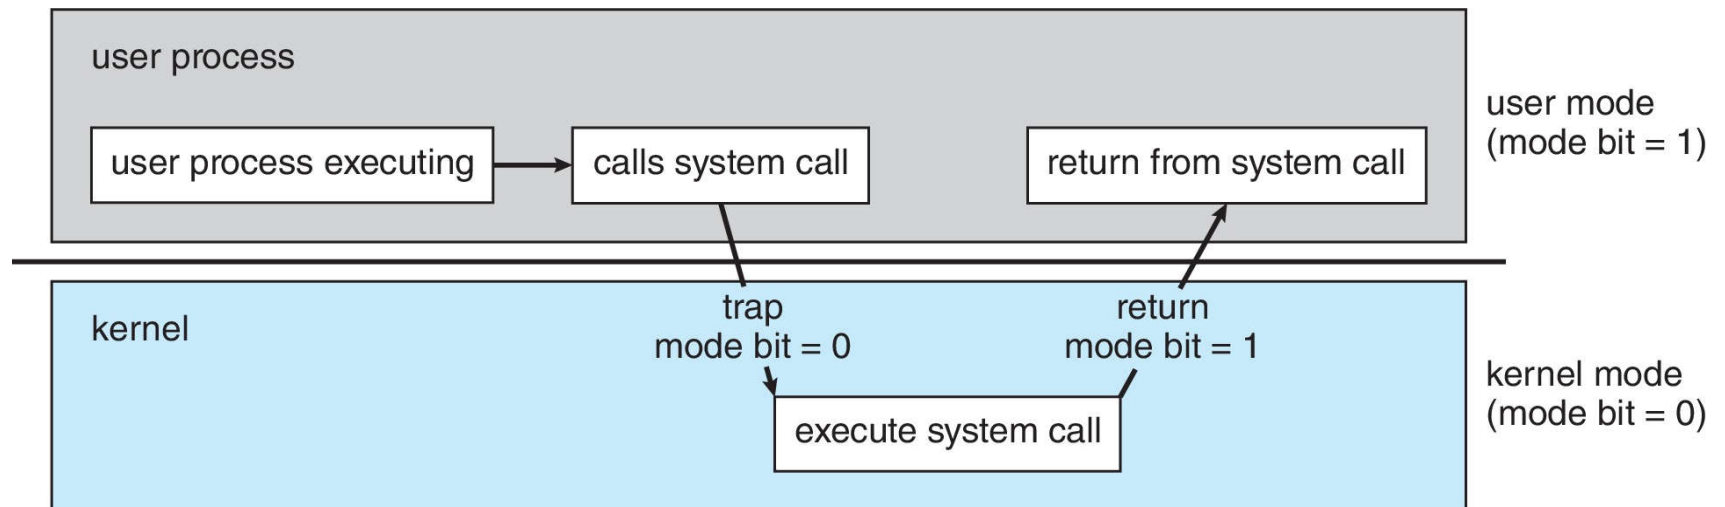 user process
user process executing
calls system call
return from system call
user mode
(mode bit = 1)
kernel
trap
mode bit = 0
return
mode bit = 1
execute system call
kernel mode
(mode bit = 0)